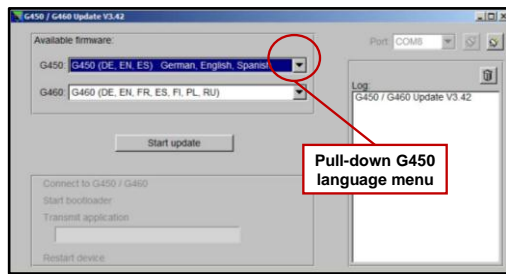 G450 / G460 Update V3.42
Available firmware:
Port: COM8
G450: G450 (DE, EN, ES) German, English, Spanish
G460: G460 (DE, EN, FR, ES, FI, PL, RU)
Log:
G450 / G460 Update V3.42
Start update
Pull-down G450
language menu
Connect to G450 / G460
Start bootloader
Transmit application
Restart device